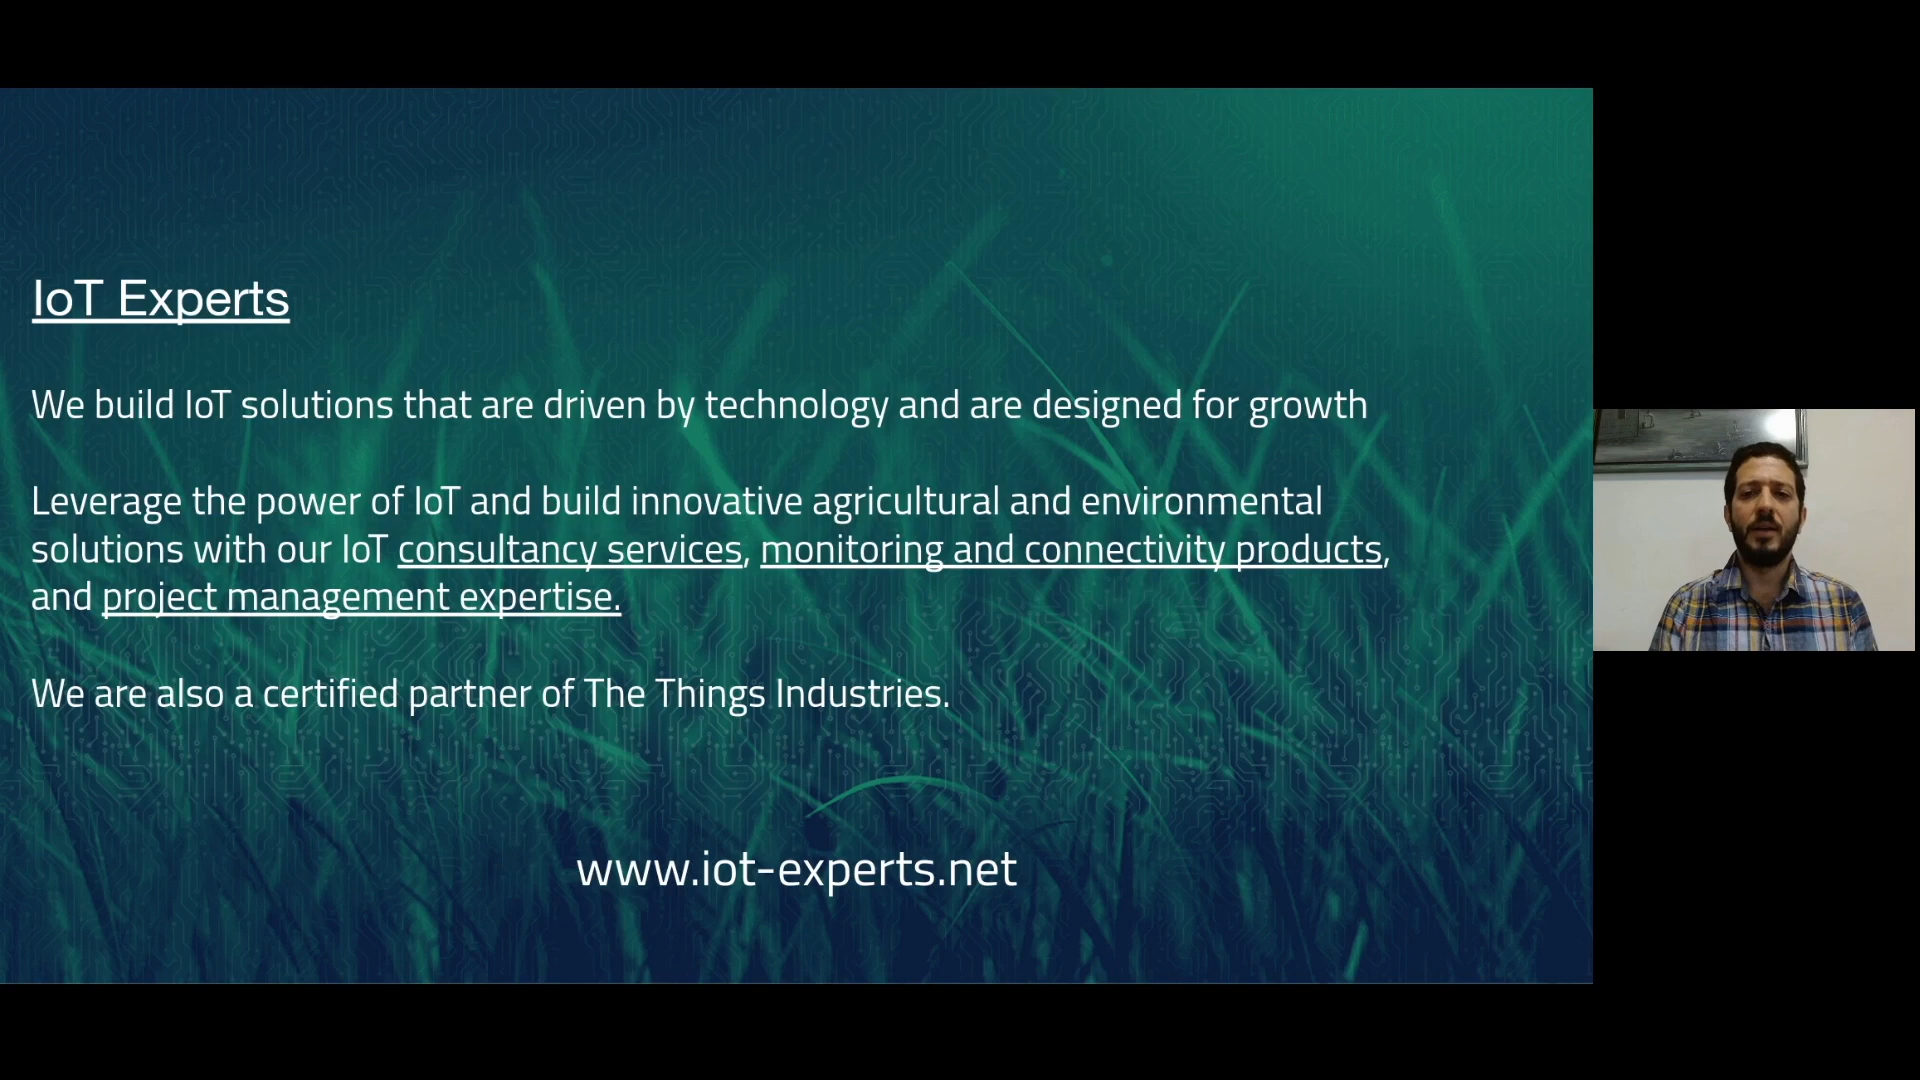 IoT Experts
We build IoT solutions that are driven by technology and are designed for growth
Leverage the power of IoT and build innovative agricultural and environmental
solutions with our IoT consultancy services, monitoring and connectivity products,
and project management expertise.
We are also a certified partner of The Things Industries.
www.iot-experts.net